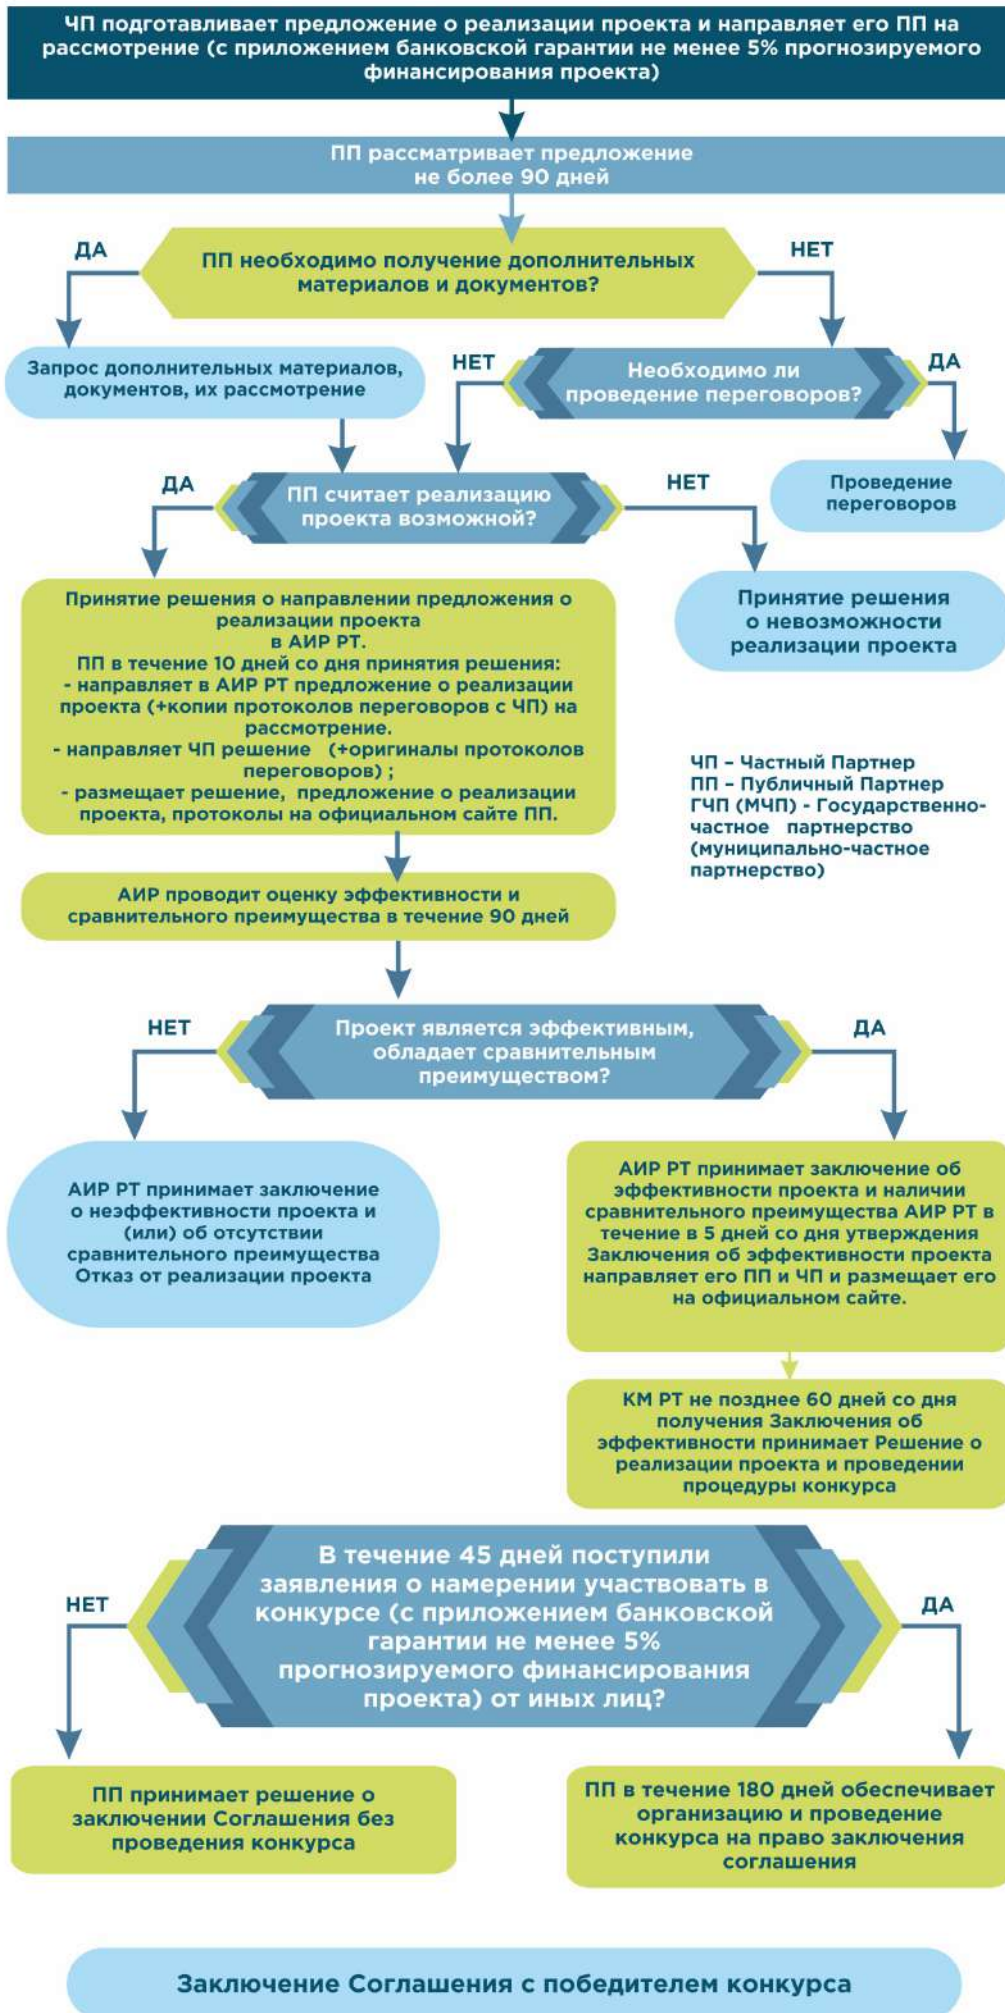 ЧП подготавливает предложение о реализации проекта и направляет его ПП на
рассмотрение (с приложением банковской гарантии не менее 5% прогнозируемого
финансирования проекта)
ПП рассматривает предложение
не более 90 дней
ДА
ПП необходимо получение дополнительных
материалов и документов?
НЕТ
Запрос дополнительных материалов,
документов, их рассмотрение
НЕТ
Необходимо ли
проведение переговоров?
ДА
Проведение
переговоров
ДА
ПП считает реализацию
проекта возможной?
НЕТ
Принятие решения
о невозможности
реализации проекта
Принятие решения о направлении предложения о
реализации проекта
в АИР РТ.
ПП в течение 10 дней со дня принятия решения:
- направляет в АИР РТ предложение о реализации
проекта (+копии протоколов переговоров с ЧП) на
рассмотрение.
- направляет ЧП решение (+оригиналы протоколов
переговоров) ;
- размещает решение, предложение о реализации
проекта, протоколы на официальном сайте ПП.
ЧП – Частный Партнер
ПП – Публичный Партнер
ГЧП (МЧП) - Государственно-
частное партнерство
(муниципально-частное
партнерство)
АИР проводит оценку эффективности и
сравнительного преимущества в течение 90 дней
НЕТ
Проект является эффективным,
обладает сравнительным
преимуществом?
ДА
АИР РТ принимает заключение
о неэффективности проекта и
(или) об отсутствии
сравнительного преимущества
Отказ от реализации проекта
АИР РТ принимает заключение об
эффективности проекта и наличии
сравнительного преимущества АИР РТ в
течение в 5 дней со дня утверждения
Заключения об эффективности проекта
направляет его ПП и ЧП и размещает его
на официальном сайте.
КМ РТ не позднее 60 дней со дня
получения Заключения об
эффективности принимает Решение о
реализации проекта и проведении
процедуры конкурса
НЕТ
В течение 45 дней поступили
заявления о намерении участвовать в
конкурсе (с приложением банковской
гарантии не менее 5%
прогнозируемого финансирования
проекта) от иных лиц?
ДА
ПП принимает решение о
заключении Соглашения без
проведения конкурса
ПП в течение 180 дней обеспечивает
организацию и проведение
конкурса на право заключения
соглашения
Заключение Соглашения с победителем конкурса